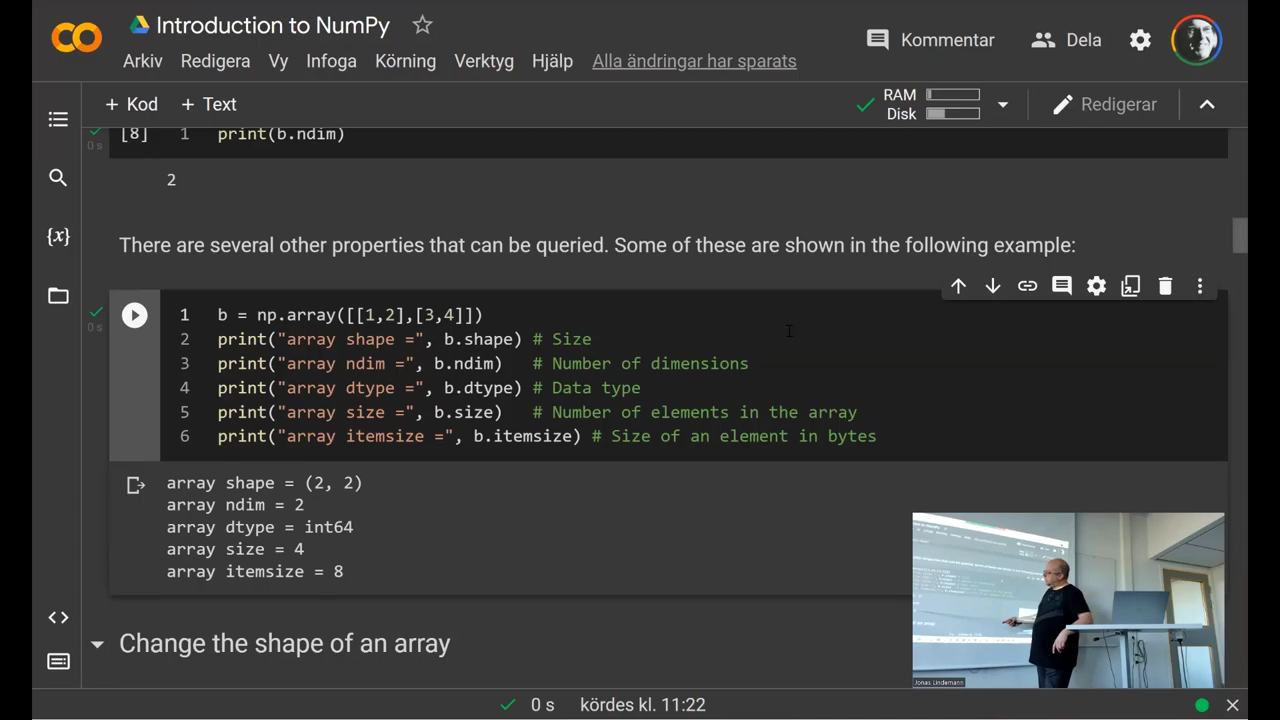 Introduction to NumPy
Kommentar
Dela
Arkiv Redigera Vy Infoga Körning Verktyg Hjälp Alla ändringar har sparats
+ Kod + Text
RAM
Disk
Redigerar
[8] 1 print(b.ndim)
0 s
2
There are several other properties that can be queried. Some of these are shown in the following example:
0 s
1 b = np.array([[1,2],[3,4]])
2 print("array shape =", b.shape) # Size
3 print("array ndim =", b.ndim) # Number of dimensions
4 print("array dtype =", b.dtype) # Data type
5 print("array size =", b.size) # Number of elements in the array
6 print("array itemsize =", b.itemsize) # Size of an element in bytes
array shape = (2, 2)
array ndim = 2
array dtype = int64
array size = 4
array itemsize = 8
Change the shape of an array
Jonas Lindemann
0 s kördes kl. 11:22